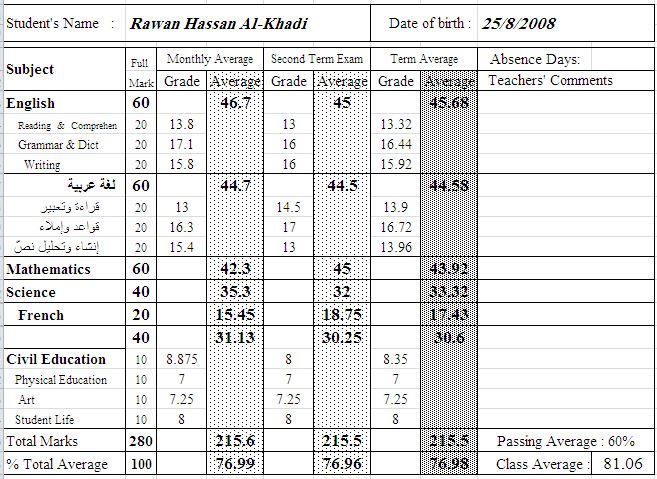 Student's Name : Rawan Hassan Al-Khadi Date of birth : 25/8/2008
Subject Full Mark Monthly Average Second Term Exam Term Average Absence Days:
Grade Average Grade Average Grade Average Teachers' Comments
English 60 46.7 45 45.68
Reading & Comprehen 20 13.8 13 13.32
Grammar & Dict 20 17.1 16 16.44
Writing 20 15.8 16 15.92
لغة عربية 60 44.7 44.5 44.58
قراءة وتعبير 20 13 14.5 13.9
قواعد وإملاء 20 16.3 17 16.72
إنشاء وتحليل نصّ 20 15.4 13 13.96
Mathematics 60 42.3 45 43.92
Science 40 35.3 32 33.32
French 20 15.45 18.75 17.43
40 31.13 30.25 30.6
Civil Education 10 8.875 8 8.35
Physical Education 10 7 7 7
Art 10 7.25 7.25 7.25
Student Life 10 8 8 8
Total Marks 280 215.6 215.5 215.5 Passing Average : 60%
% Total Average 100 76.99 76.96 76.98 Class Average : 81.06